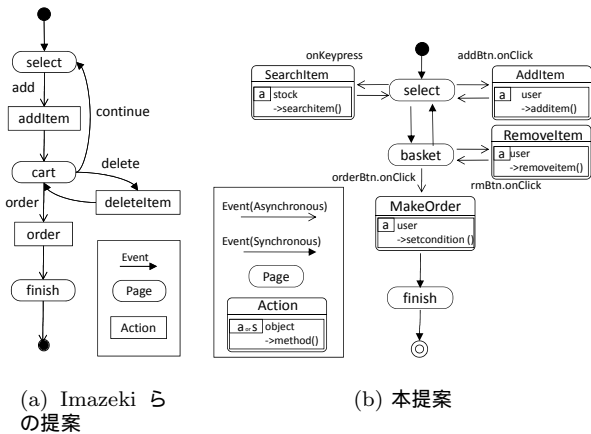 select
add
addItem
continue
cart
delete
deleteItem
order
order
finish
Event
Page
Action
(a) Imazeki ら
の提案
onKeypress
addBtn.onClick
SearchItem
a stock
->searchitem()
select
AddItem
a user
->additem()
RemoveItem
a user
->removeitem()
basket
orderBtn.onClick
rmBtn.onClick
MakeOrder
a user
->setcondition ()
finish
Event(Asynchronous)
Event(Synchronous)
Page
Action
a or s object
->method()
(b) 本提案